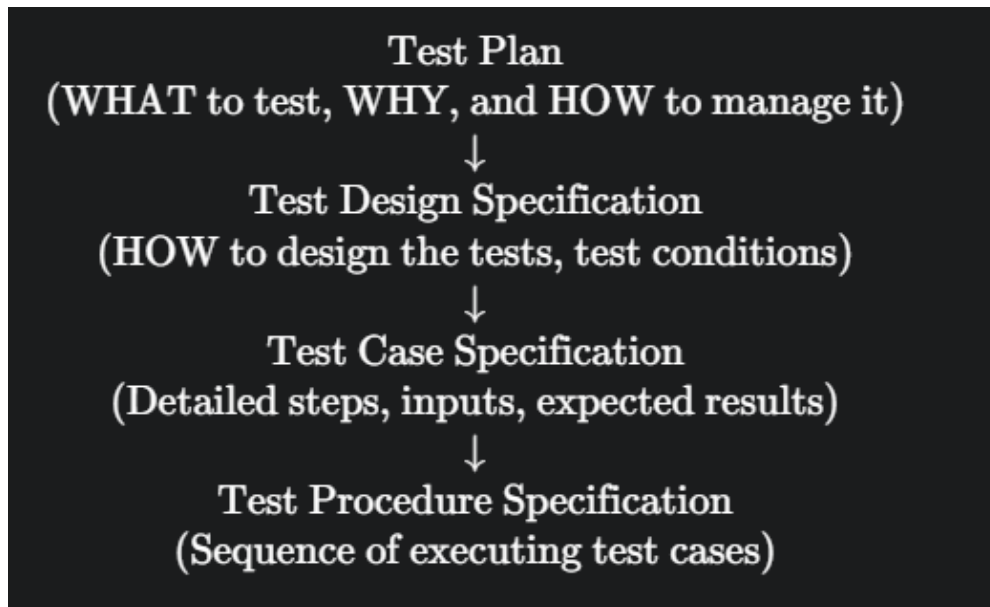 Test Plan
(WHAT to test, WHY, and HOW to manage it)
↓
Test Design Specification
(HOW to design the tests, test conditions)
↓
Test Case Specification
(Detailed steps, inputs, expected results)
↓
Test Procedure Specification
(Sequence of executing test cases)